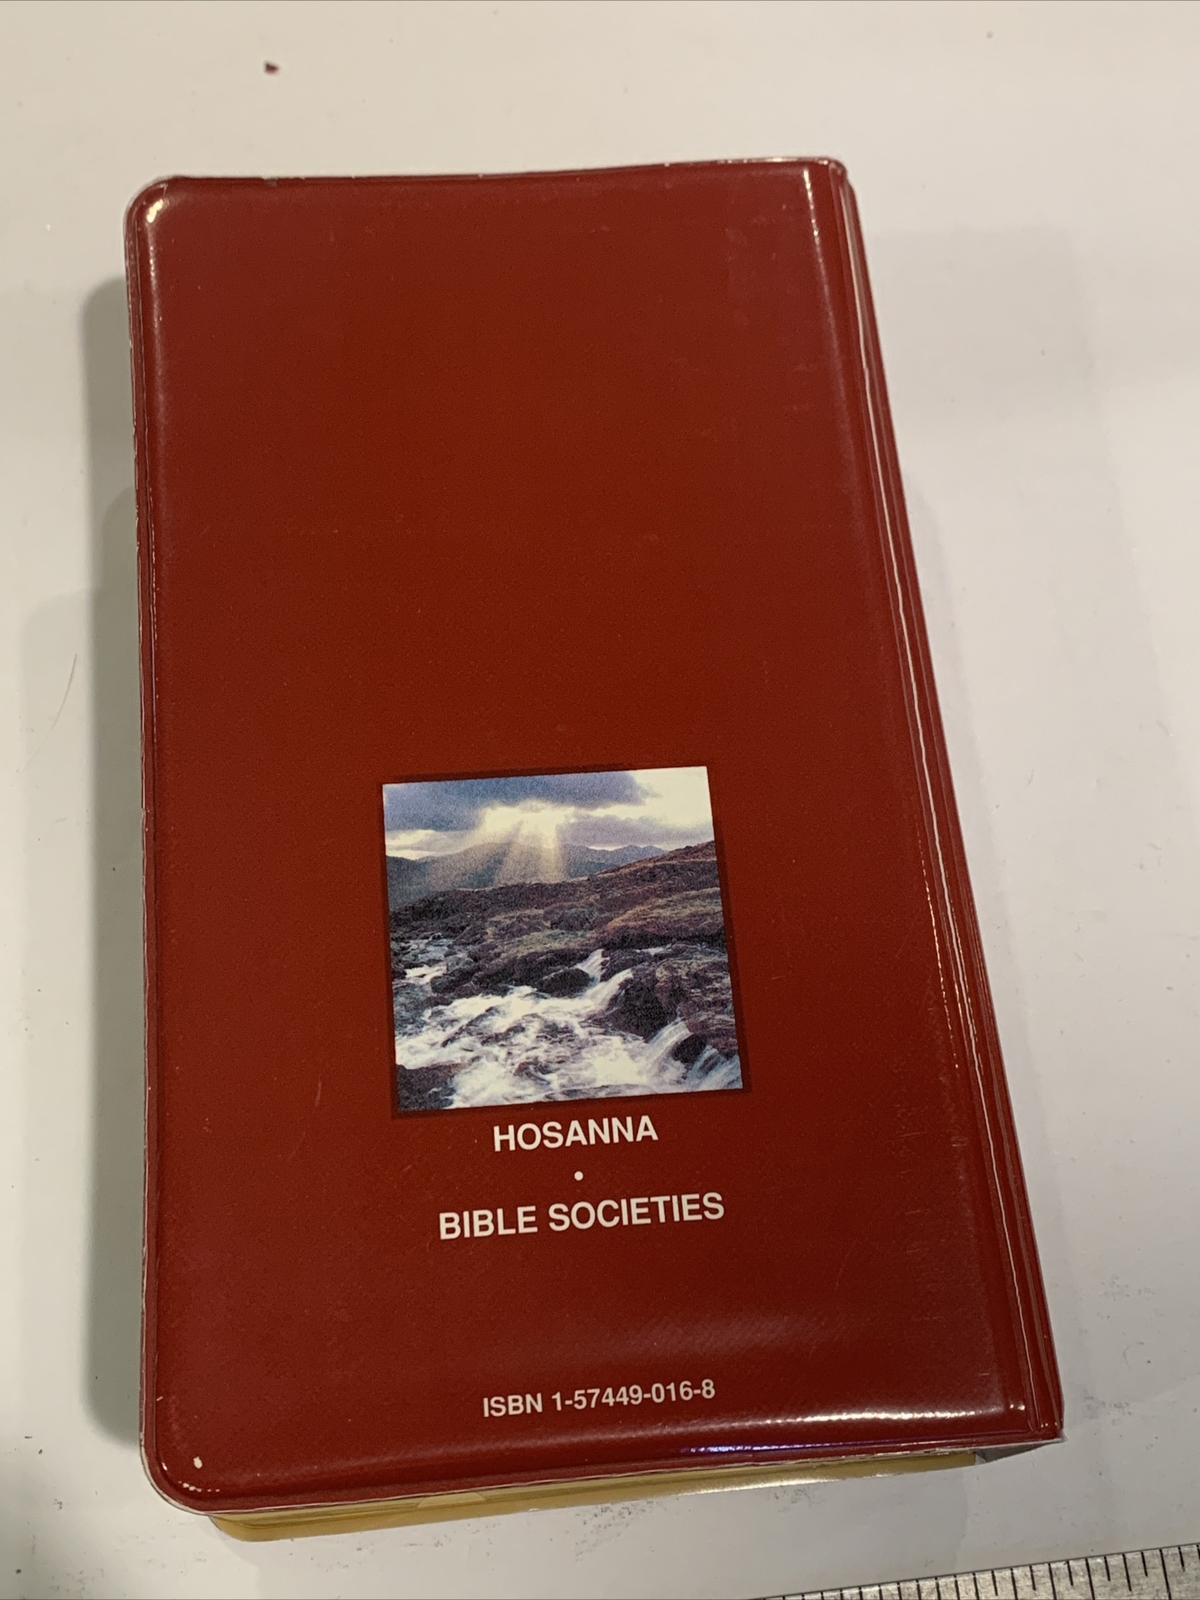 HOSANNA
•
BIBLE SOCIETIES
ISBN 1-57449-016-8